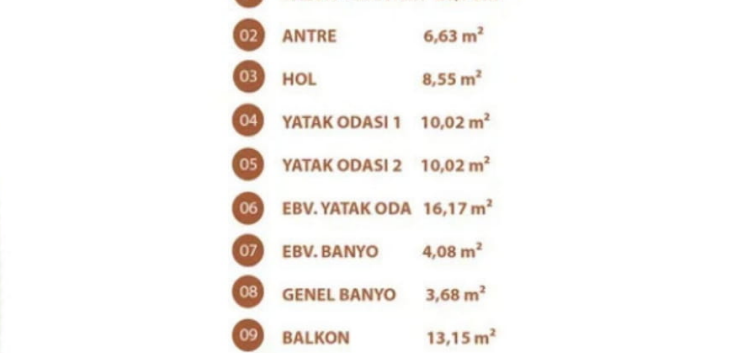 02 ANTRE 6,63 m²
03 HOL 8,55 m²
04 YATAK ODASI 1 10,02 m²
05 YATAK ODASI 2 10,02 m²
06 EBV. YATAK ODA 16,17 m²
07 EBV. BANYO 4,08 m²
08 GENEL BANYO 3,68 m²
09 BALKON 13,15 m²